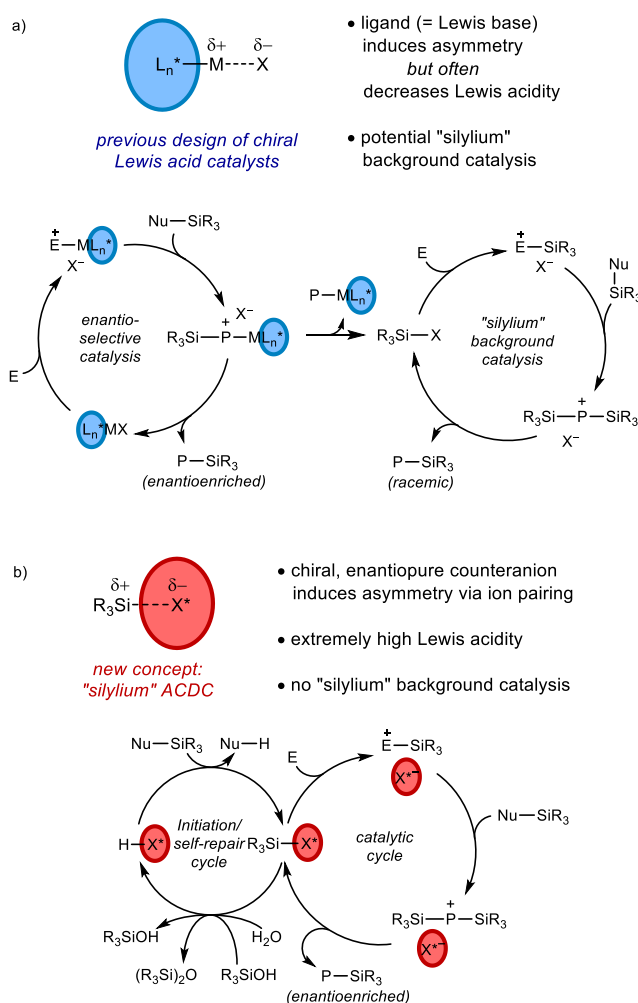 a)
δ+ δ−
Lₙ*—M----X
previous design of chiral
Lewis acid catalysts
• ligand (= Lewis base)
induces asymmetry
but often
decreases Lewis acidity
• potential "silylium"
background catalysis
Nu—SiR₃
+
E—MLₙ*
X⁻
enantio-
selective
catalysis
E
X⁻
+
R₃Si—P—MLₙ*
Lₙ*MX
P—SiR₃
(enantioenriched)
P—MLₙ*
R₃Si—X
E
+
E—SiR₃
X⁻
Nu
SiR₃
"silylium"
background
catalysis
+
R₃Si—P—SiR₃
X⁻
P—SiR₃
(racemic)
b)
δ+ δ−
R₃Si----X*
new concept:
"silylium" ACDC
• chiral, enantiopure counteranion
induces asymmetry via ion pairing
• extremely high Lewis acidity
• no "silylium" background catalysis
Nu—SiR₃ Nu—H
H—X*
Initiation/
self-repair
cycle
R₃Si—X*
R₃SiOH
(R₃Si)₂O
R₃SiOH
H₂O
E
+
E—SiR₃
X*⁻
catalytic
cycle
Nu—SiR₃
+
R₃Si—P—SiR₃
X*⁻
P—SiR₃
(enantioenriched)